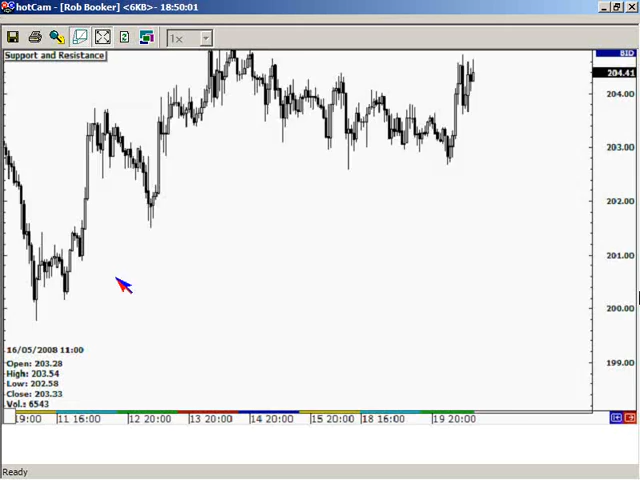 hotCam - [Rob Booker] <6KB>- 18:50:01
1x
Support and Resistance
BID
204.41
204.00
203.00
202.00
201.00
200.00
199.00
16/05/2008 11:00
Open: 203.28
High: 203.54
Low: 202.58
Close: 203.33
Vol.: 6543
19:00 11 16:00 12 20:00 13 20:00 14 20:00 15 20:00 18 16:00 19 20:00
Ready